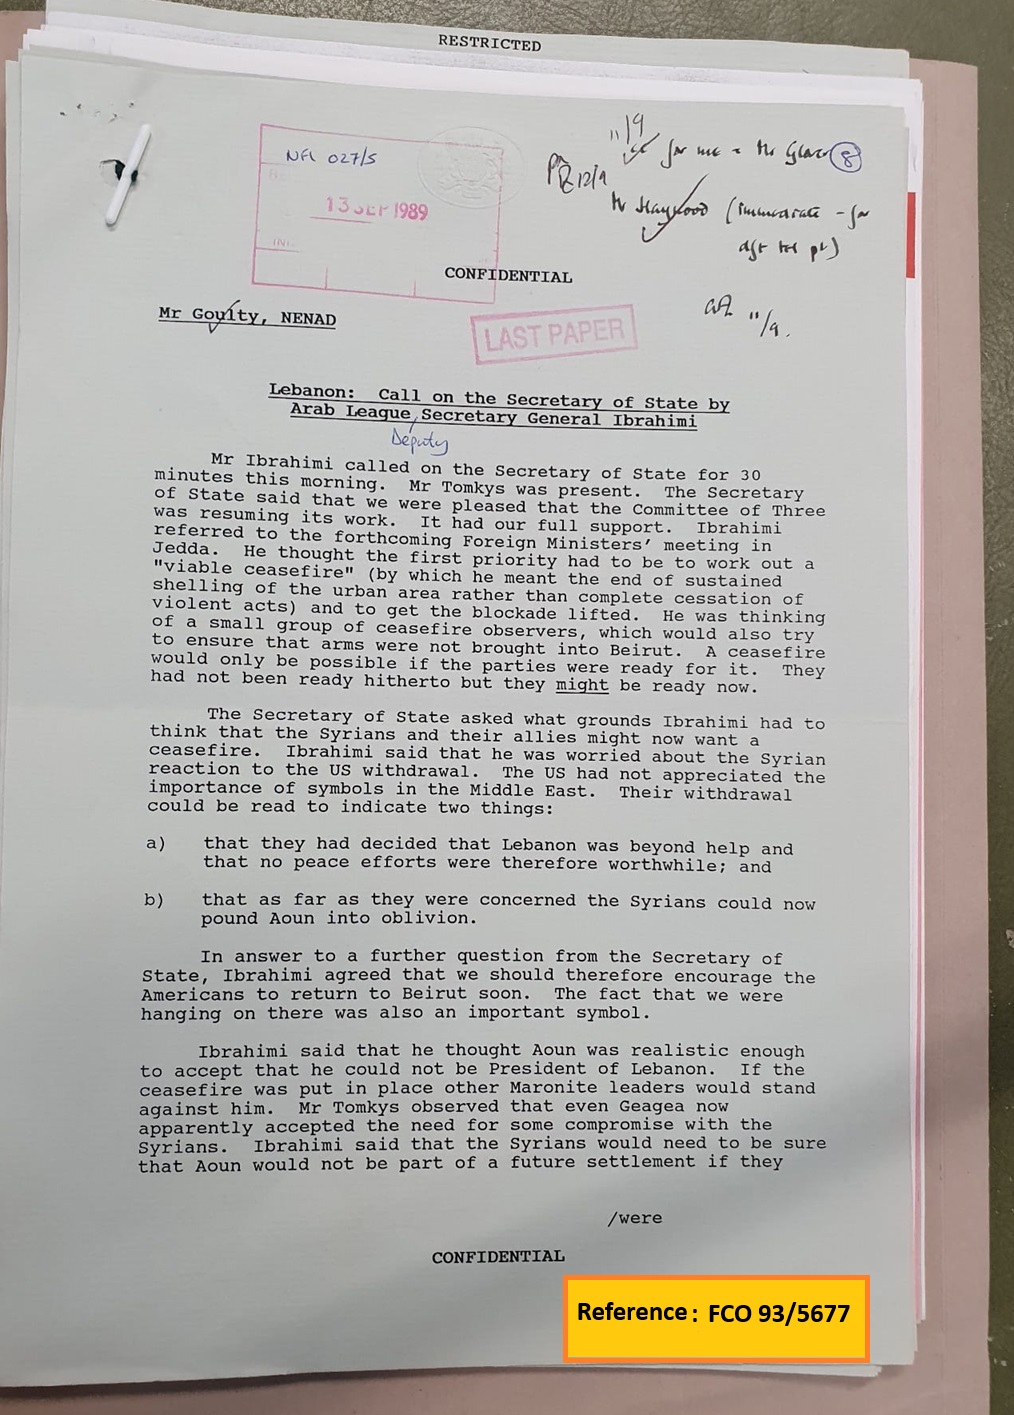 RESTRICTED
NFL 027/5
13 SEP 1989
11/9
for me
8
12/9
Mr Haywood (immediate - for
CONFIDENTIAL
Mr Gouity, NENAD
LAST PAPER
11/9.
Lebanon: Call on the Secretary of State by
Arab League Secretary General Ibrahimi
Deputy
Mr Ibrahimi called on the Secretary of State for 30
minutes this morning. Mr Tomkys was present. The Secretary
of State said that we were pleased that the Committee of Three
was resuming its work. It had our full support. Ibrahimi
referred to the forthcoming Foreign Ministers' meeting in
Jedda. He thought the first priority had to be to work out a
"viable ceasefire" (by which he meant the end of sustained
shelling of the urban area rather than complete cessation of
violent acts) and to get the blockade lifted. He was thinking
of a small group of ceasefire observers, which would also try
to ensure that arms were not brought into Beirut. A ceasefire
would only be possible if the parties were ready for it. They
had not been ready hitherto but they might be ready now.
The Secretary of State asked what grounds Ibrahimi had to
think that the Syrians and their allies might now want a
ceasefire. Ibrahimi said that he was worried about the Syrian
reaction to the US withdrawal. The US had not appreciated the
importance of symbols in the Middle East. Their withdrawal
could be read to indicate two things:
a) that they had decided that Lebanon was beyond help and
that no peace efforts were therefore worthwhile; and
b) that as far as they were concerned the Syrians could now
pound Aoun into oblivion.
In answer to a further question from the Secretary of
State, Ibrahimi agreed that we should therefore encourage the
Americans to return to Beirut soon. The fact that we were
hanging on there was also an important symbol.
Ibrahimi said that he thought Aoun was realistic enough
to accept that he could not be President of Lebanon. If the
ceasefire was put in place other Maronite leaders would stand
against him. Mr Tomkys observed that even Geagea now
apparently accepted the need for some compromise with the
Syrians. Ibrahimi said that the Syrians would need to be sure
that Aoun would not be part of a future settlement if they
/were
CONFIDENTIAL
Reference : FCO 93/5677